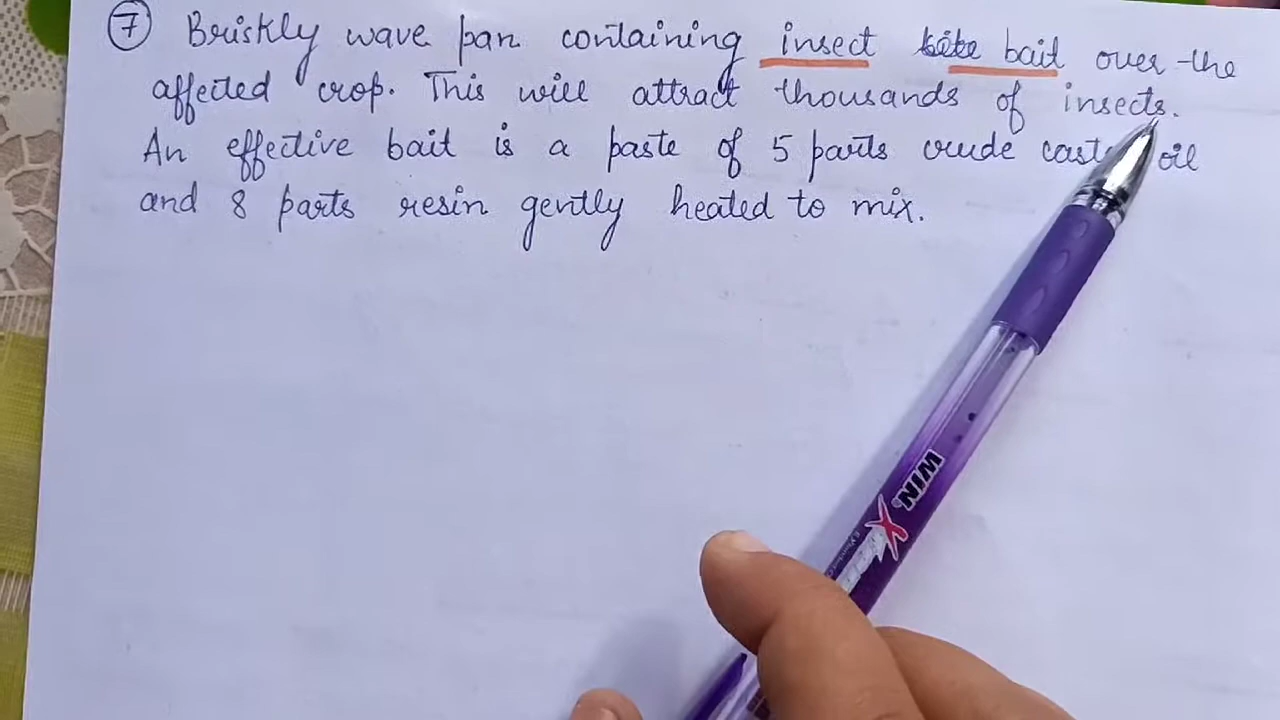 7 Briskly wave pan containing insect bait over the
affected crop. This will attract thousands of insects.
An effective bait is a paste of 5 parts crude oil
and 8 parts resin gently heated to mix.
WIN